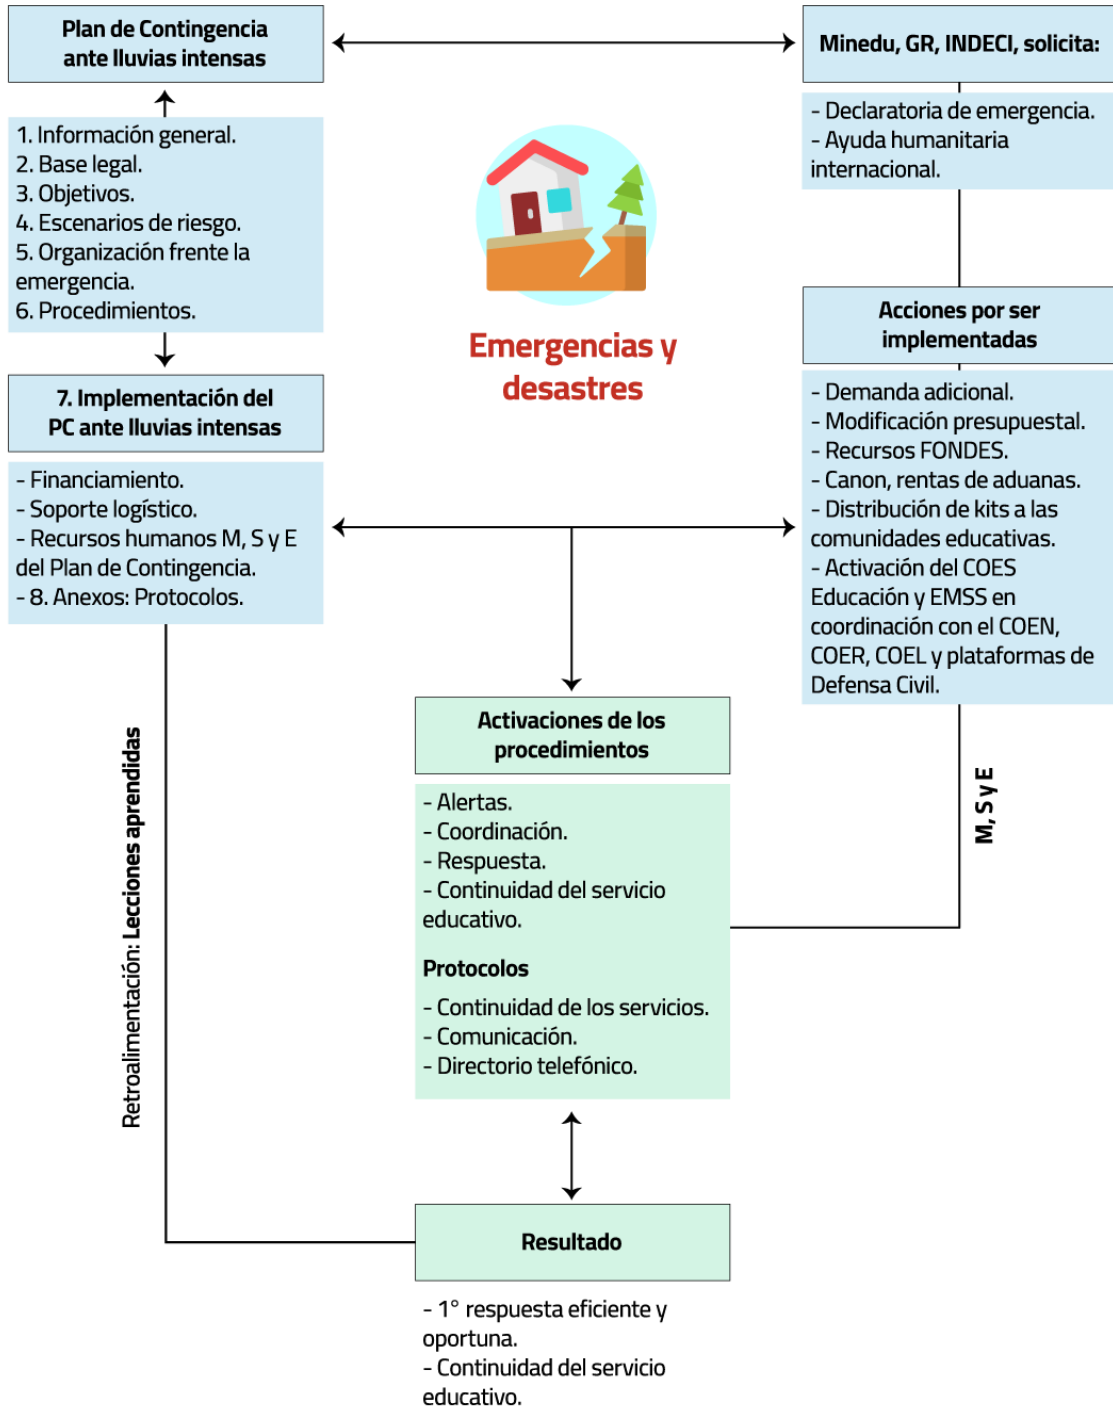 Plan de Contingencia
ante lluvias intensas
1. Información general.
2. Base legal.
3. Objetivos.
4. Escenarios de riesgo.
5. Organización frente la
emergencia.
6. Procedimientos.
7. Implementación del
PC ante lluvias intensas
- Financiamiento.
- Soporte logístico.
- Recursos humanos M, S y E
del Plan de Contingencia.
- 8. Anexos: Protocolos.
Retroalimentación: Lecciones aprendidas
Emergencias y
desastres
Minedu, GR, INDECI, solicita:
- Declaratoria de emergencia.
- Ayuda humanitaria
internacional.
Acciones por ser
implementadas
- Demanda adicional.
- Modificación presupuestal.
- Recursos FONDES.
- Canon, rentas de aduanas.
- Distribución de kits a las
comunidades educativas.
- Activación del COES
Educación y EMSS en
coordinación con el COEN,
COER, COEL y plataformas de
Defensa Civil.
M, S y E
Activaciones de los
procedimientos
- Alertas.
- Coordinación.
- Respuesta.
- Continuidad del servicio
educativo.
Protocolos
- Continuidad de los servicios.
- Comunicación.
- Directorio telefónico.
Resultado
- 1° respuesta eficiente y
oportuna.
- Continuidad del servicio
educativo.